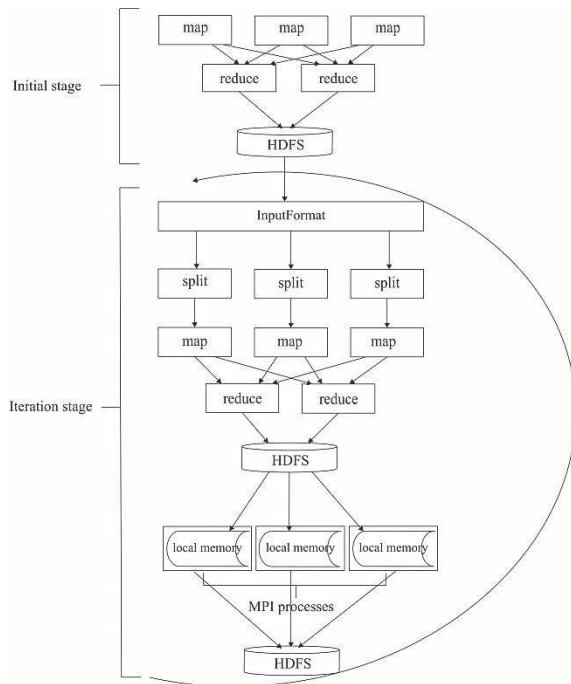 map map map
reduce reduce
Initial stage
HDFS
InputFormat
split split split
map map map
Iteration stage
reduce reduce
HDFS
local memory local memory local memory
MPI processes
HDFS